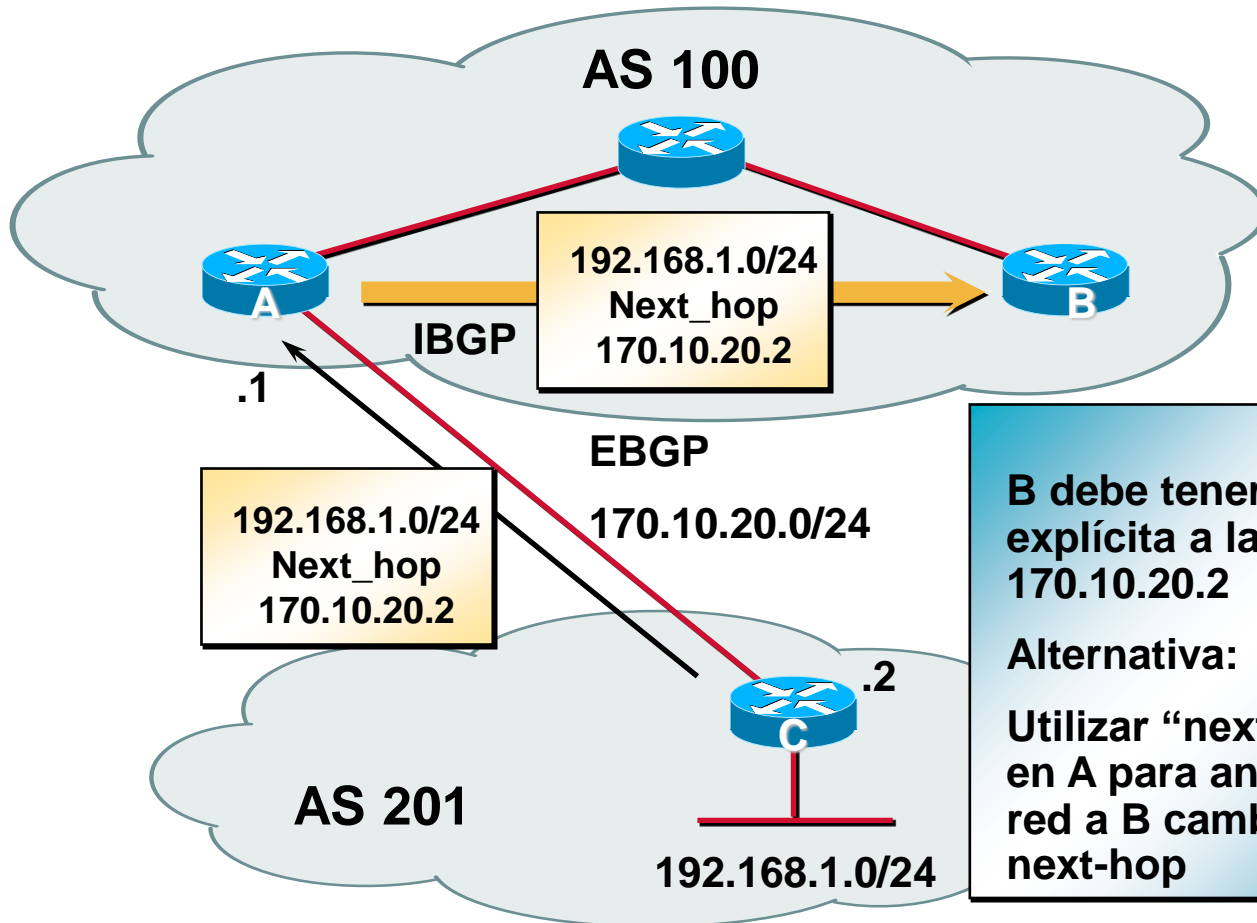 AS 100
192.168.1.0/24
Next_hop
170.10.20.2
A
B
IBGP
.1
EBGP
170.10.20.0/24
192.168.1.0/24
Next_hop
170.10.20.2
B debe tener
explícita a la
170.10.20.2
Alternativa:
Utilizar “next
en A para
red a B
next-hop
.2
C
AS 201
192.168.1.0/24